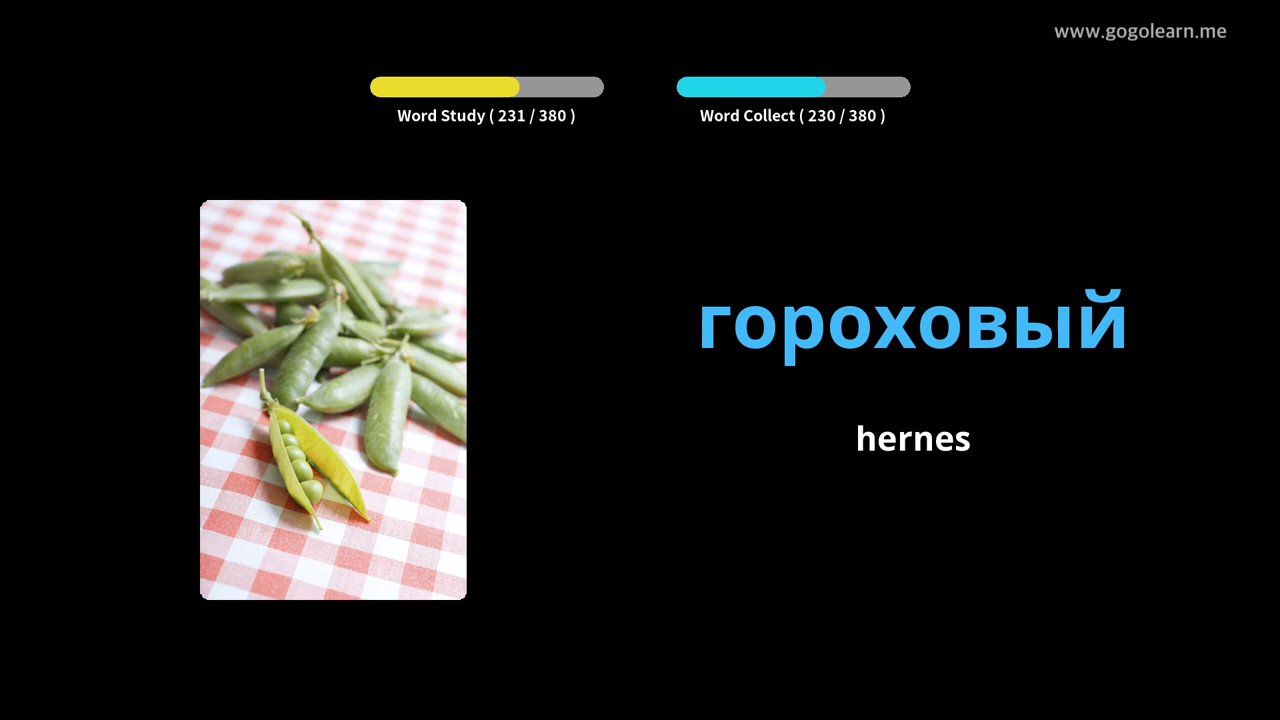 www.gogolearn.me
Word Study ( 231 / 380 )
Word Collect ( 230 / 380 )
гороховый
hernes